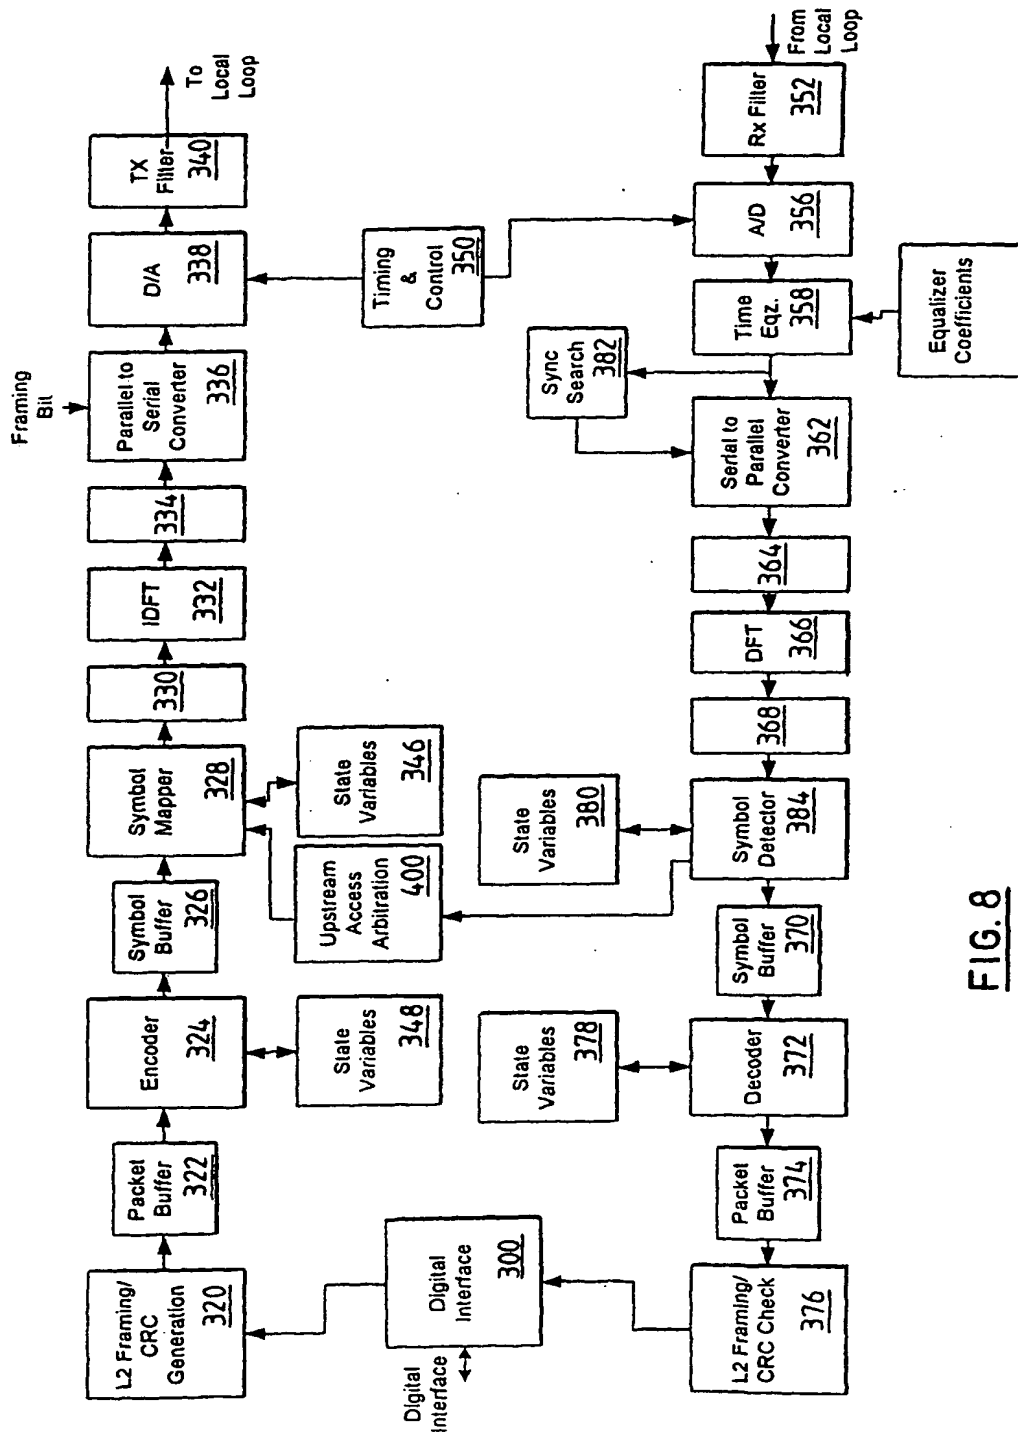 L2 Framing/
CRC
Generation
320
Packet
Buffer
322
Encoder
324
Symbol
Buffer
326
Symbol
Mapper
328
330
IDFT
332
334
Framing
Bit
Parallel to
Serial
Converter
336
D/A
338
TX
Filter
340
To
Local
Loop
State
Variables
348
Upstream
Access
Arbitration
400
State
Variables
346
Timing
&
Control
350
Digital
Interface
Digital
Interface
300
State
Variables
378
State
Variables
380
Sync
Search
382
L2 Framing/
CRC Check
376
Packet
Buffer
374
Decoder
372
Symbol
Buffer
370
Symbol
Detector
384
368
DFT
366
364
Serial to
Parallel
Converter
362
Time
Eqz.
358
A/D
356
Rx Filter
352
From
Local
Loop
Equalizer
Coefficients
FIG. 8